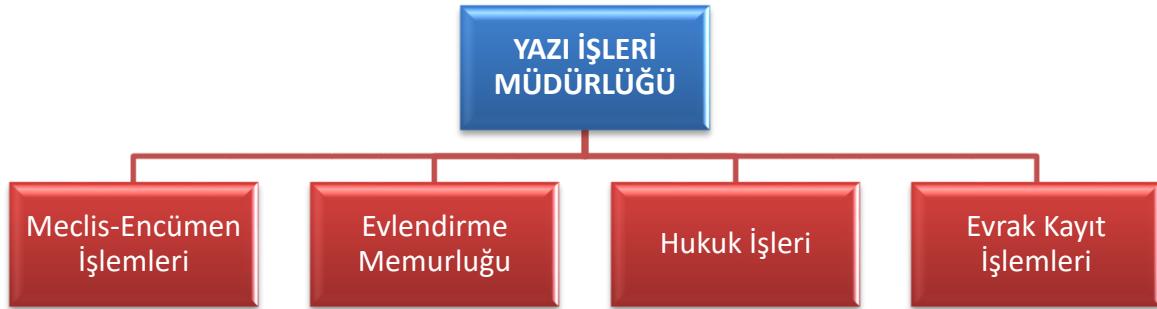 YAZI İŞLERİ
MÜDÜRLÜĞÜ
Meclis-Encümen
İşlemleri
Evlendirme
Memurluğu
Hukuk İşleri
Evrak Kayıt
İşlemleri